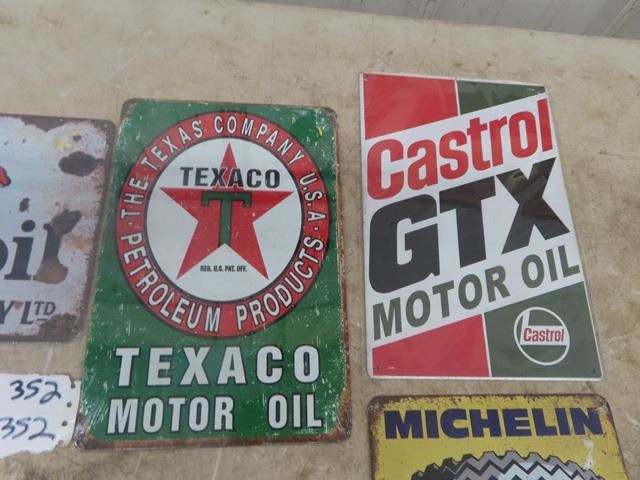 oil
Y LTD
352
352
THE TEXAS COMPANY U.S.A.
TEXACO
T
REG. U.S. PAT. OFF.
PETROLEUM PRODUCTS
TEXACO
MOTOR OIL
Castrol
GTX
MOTOR OIL
Castrol
MICHELIN